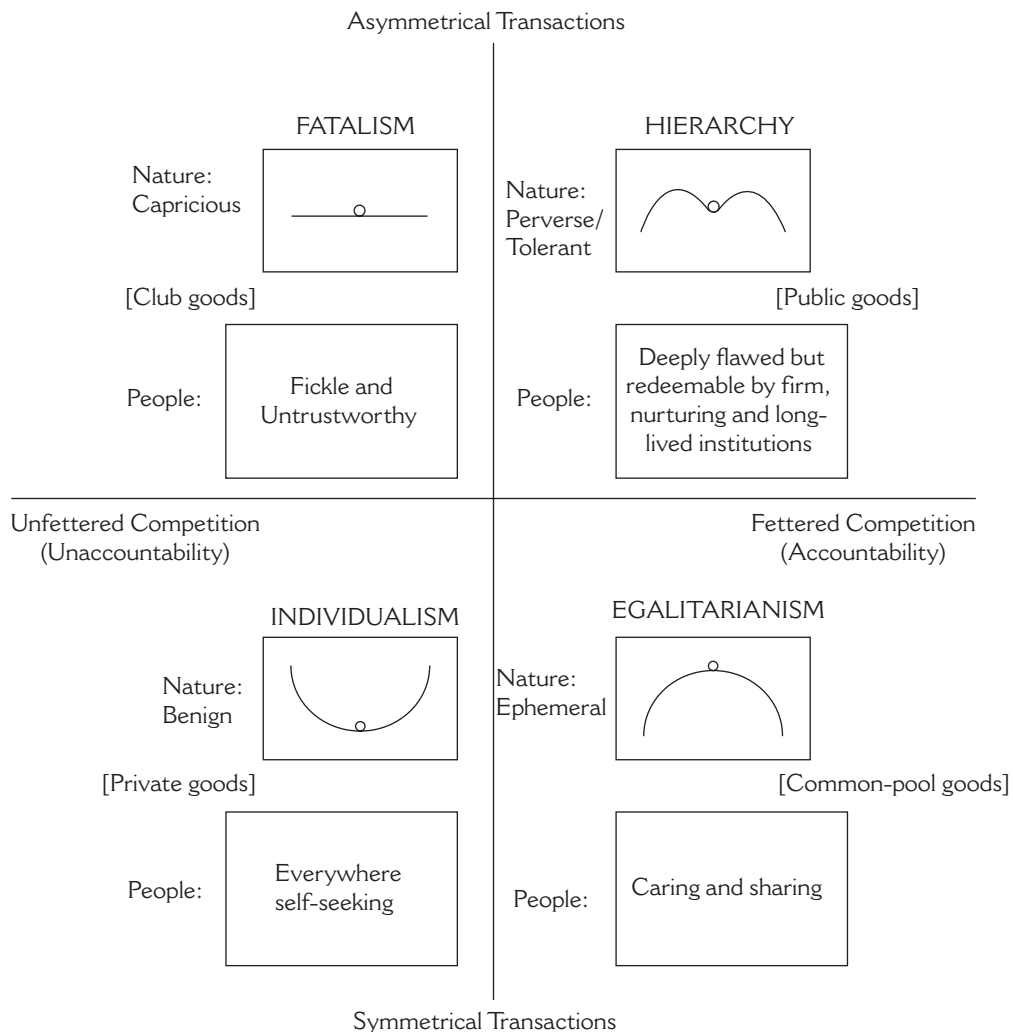 Asymmetrical Transactions
FATALISM
Nature:
Capricious
[Club goods]
People:
Fickle and
Untrustworthy
HIERARCHY
Nature:
Perverse/
Tolerant
[Public goods]
People:
Deeply flawed but
redeemable by firm,
nurturing and long-
lived institutions
Unfettered Competition
(Unaccountability)
Fettered Competition
(Accountability)
INDIVIDUALISM
Nature:
Benign
[Private goods]
People:
Everywhere
self-seeking
EGALITARIANISM
Nature:
Ephemeral
[Common-pool goods]
People:
Caring and sharing
Symmetrical Transactions